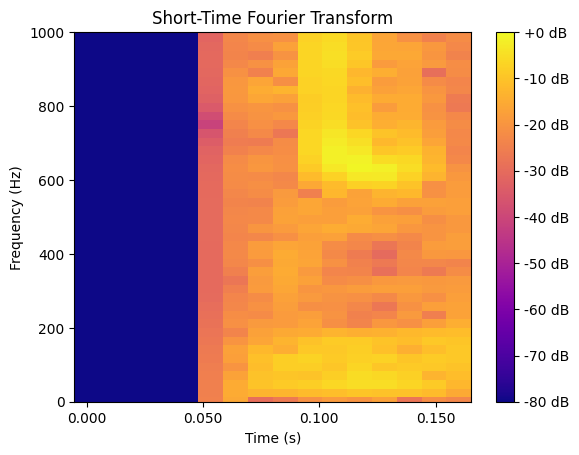 Short-Time Fourier Transform
1000
800
600
400
200
0
Frequency (Hz)
0.000
0.050
0.100
0.150
Time (s)
+0 dB
-10 dB
-20 dB
-30 dB
-40 dB
-50 dB
-60 dB
-70 dB
-80 dB